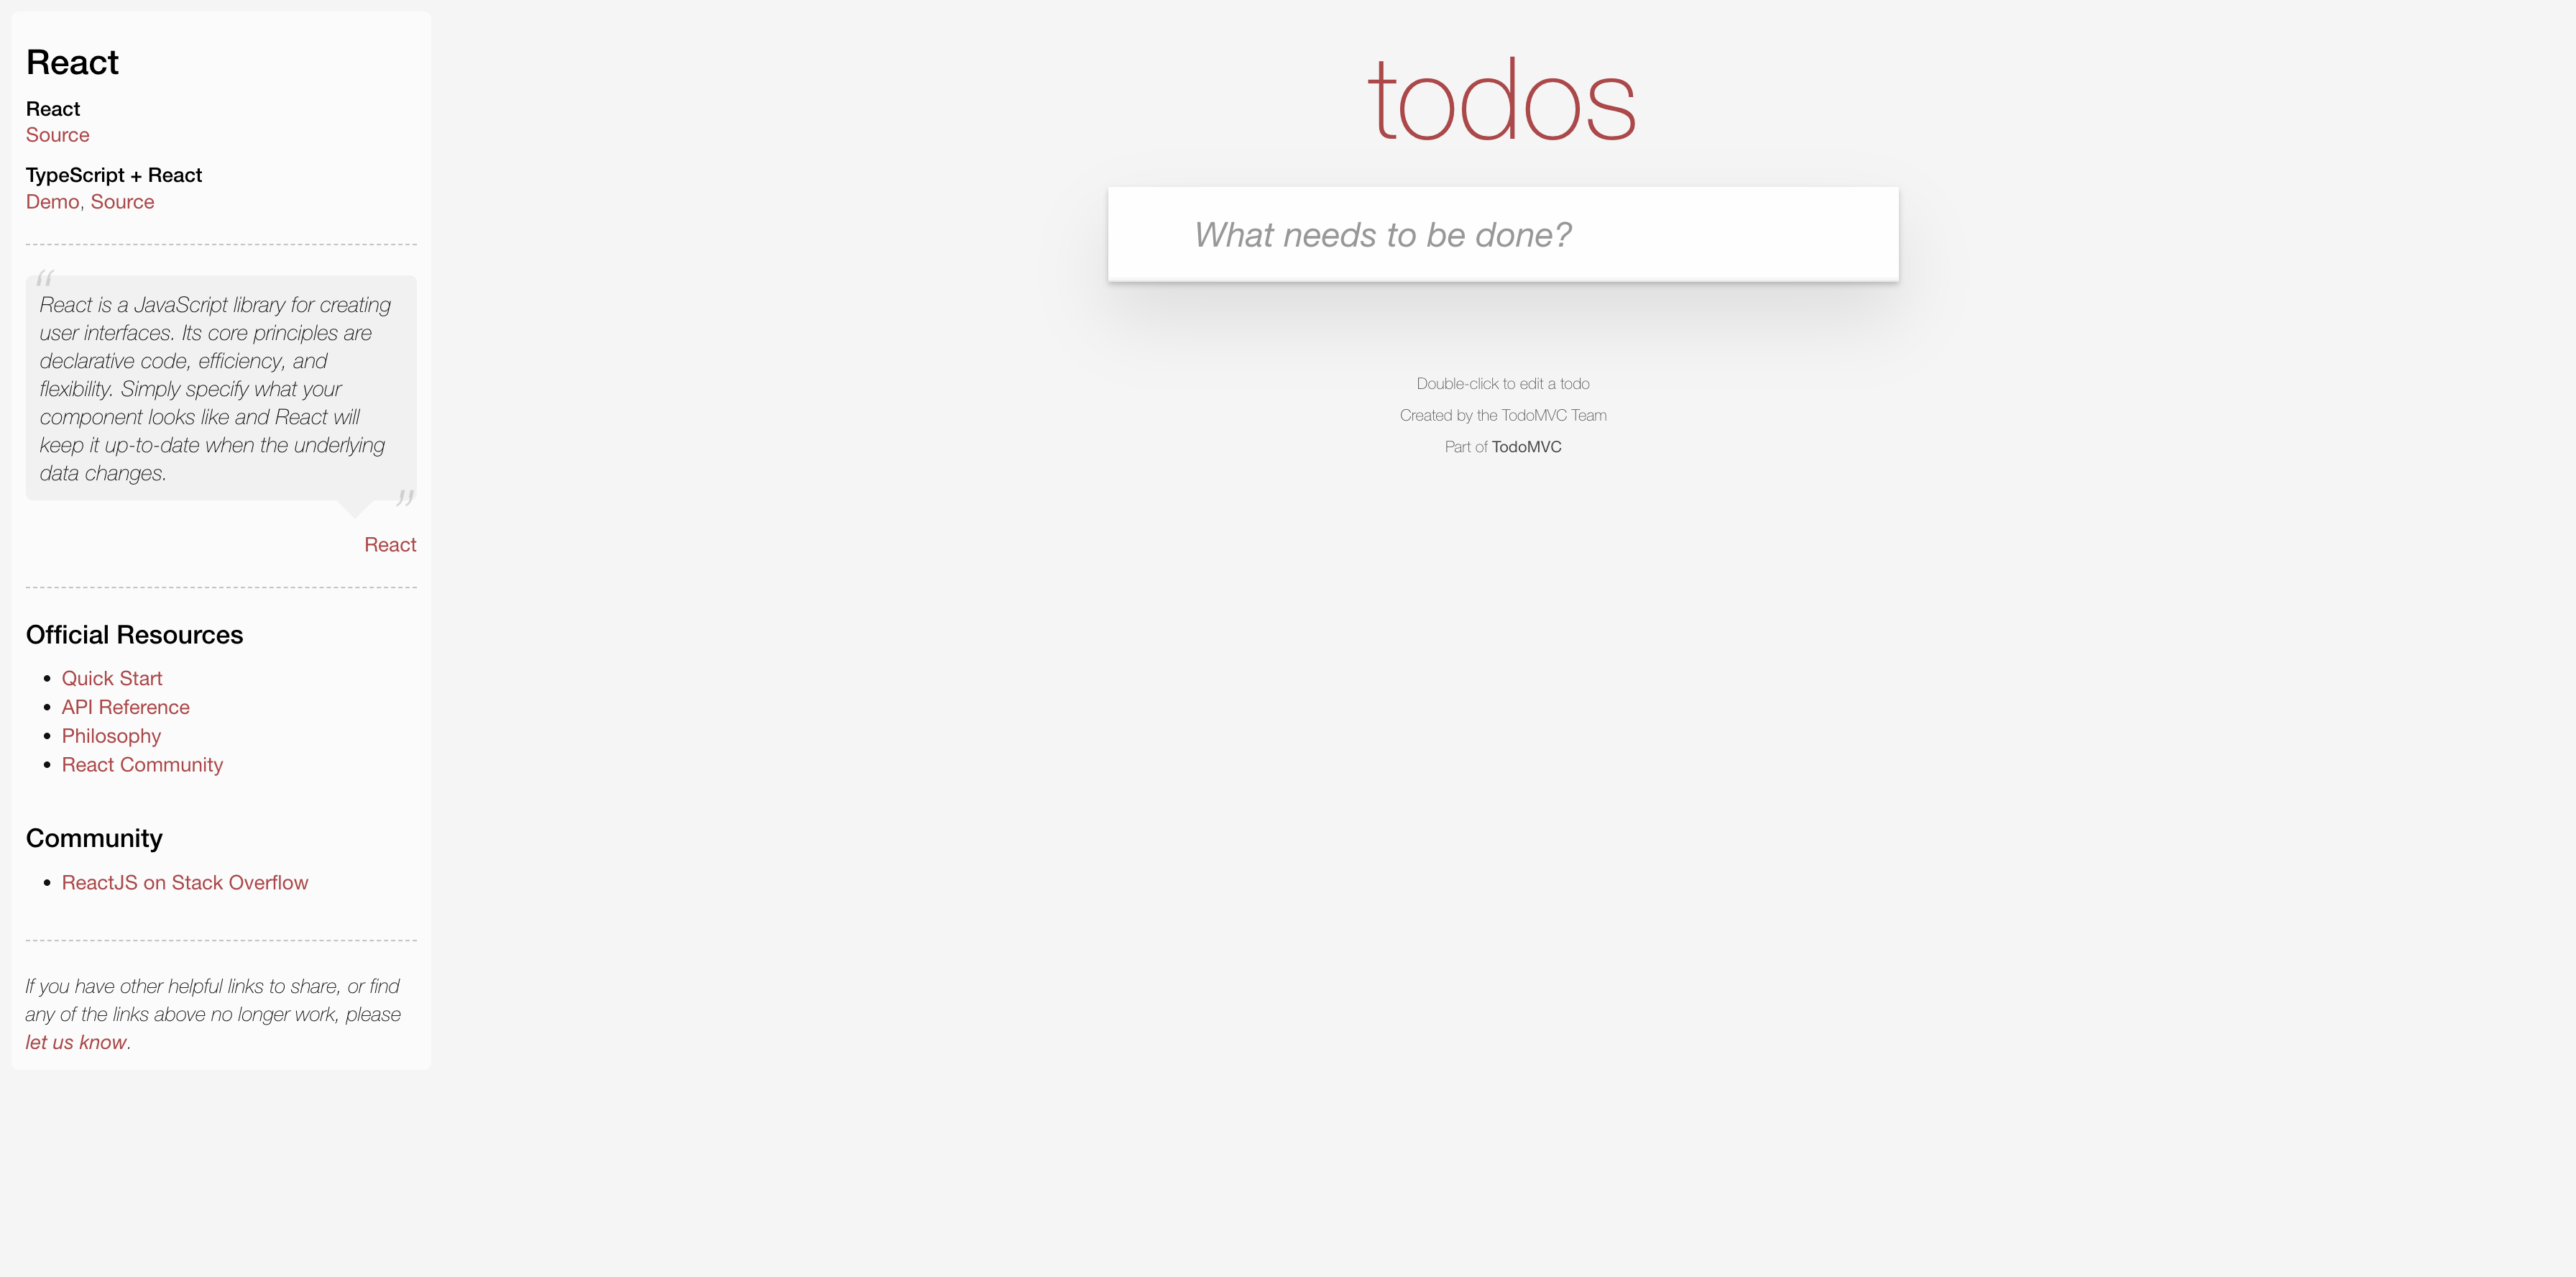 React
React
Source
TypeScript + React
Demo, Source
“
React is a JavaScript library for creating
user interfaces. Its core principles are
declarative code, efficiency, and
flexibility. Simply specify what your
component looks like and React will
keep it up-to-date when the underlying
data changes.
”
React
Official Resources
• Quick Start
• API Reference
• Philosophy
• React Community
Community
• ReactJS on Stack Overflow
If you have other helpful links to share, or find
any of the links above no longer work, please
let us know.
todos
What needs to be done?
Double-click to edit a todo
Created by the TodoMVC Team
Part of TodoMVC